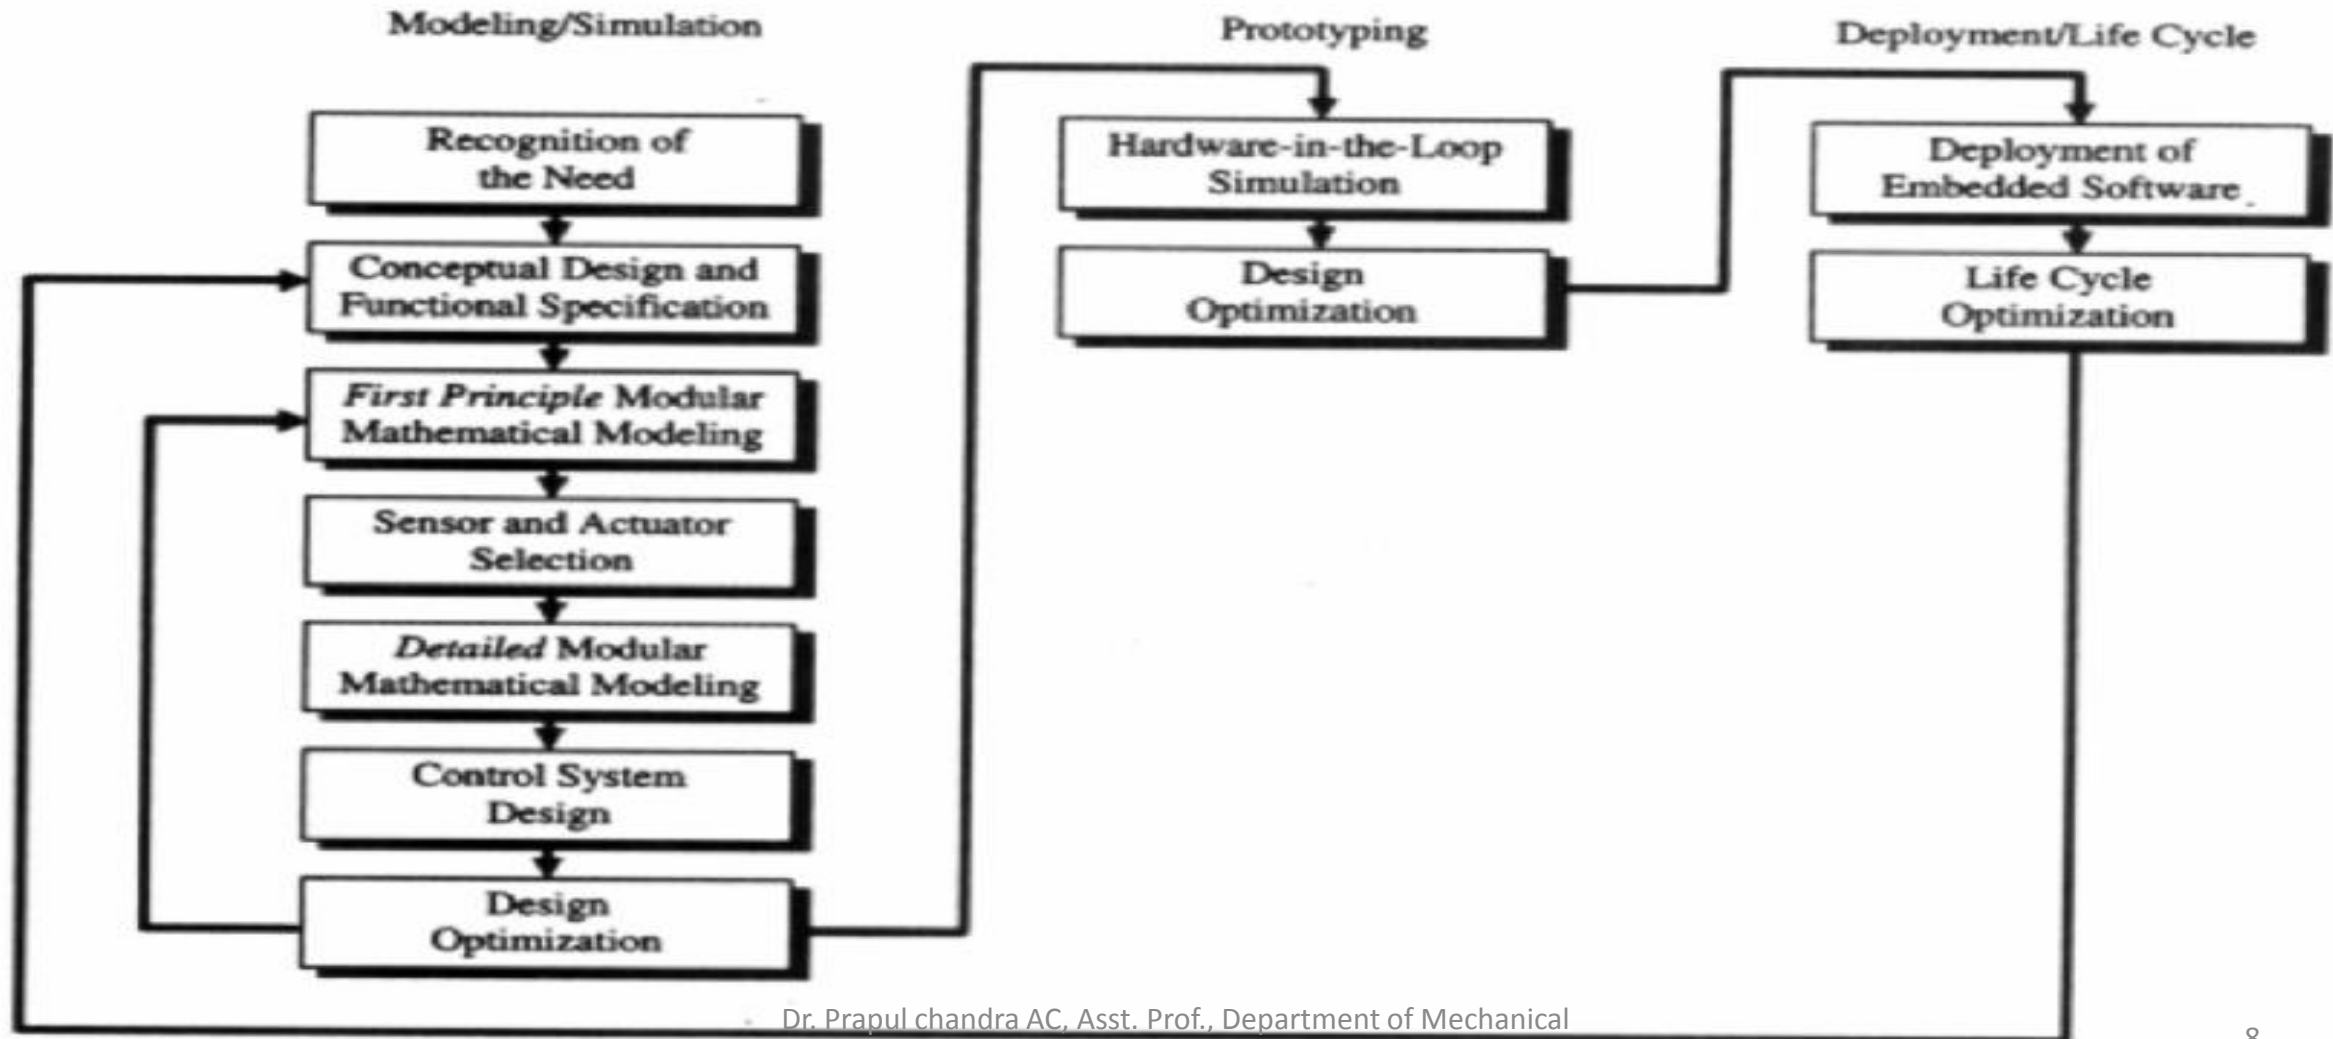 Modeling/Simulation
Recognition of
the Need
Conceptual Design and
Functional Specification
First Principle Modular
Mathematical Modeling
Sensor and Actuator
Selection
Detailed Modular
Mathematical Modeling
Control System
Design
Design
Optimization
Prototyping
Hardware-in-the-Loop
Simulation
Design
Optimization
Deployment/Life Cycle
Deployment of
Embedded Software
Life Cycle
Optimization
Dr. Prapul chandra AC, Asst. Prof., Department of Mechanical
8